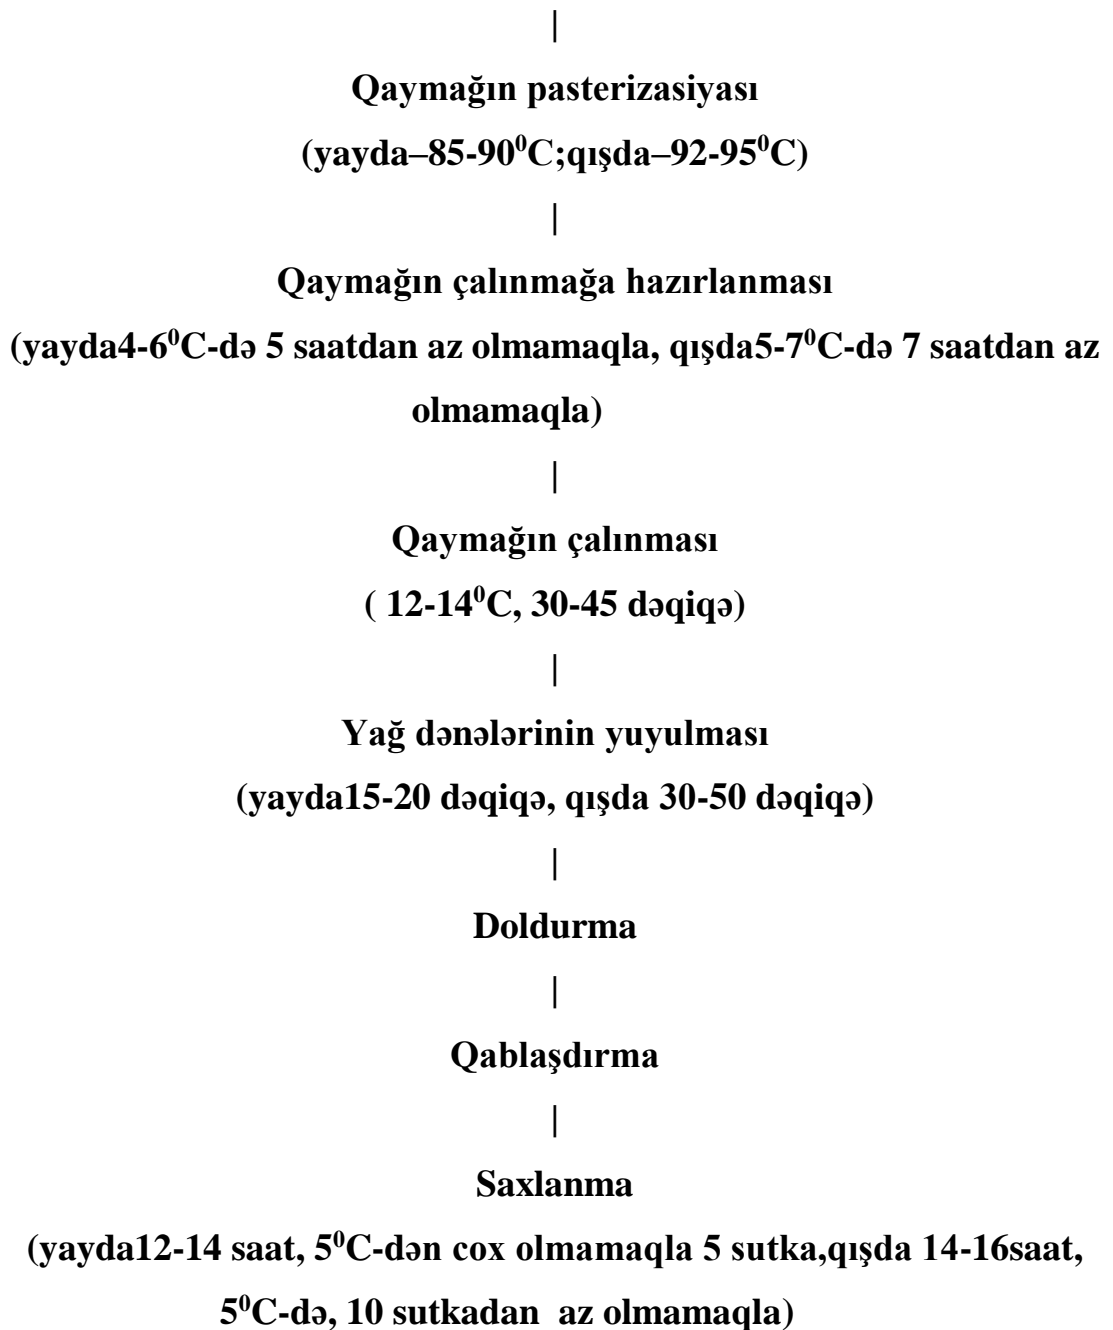 |
Qaymağın pasterizasiyası
(yayda–85-90⁰C;qışda–92-95⁰C)
|
Qaymağın çalınmağa hazırlanması
(yayda4-6⁰C-də 5 saatdan az olmamaqla, qışda5-7⁰C-də 7 saatdan az
olmamaqla)
|
Qaymağın çalınması
( 12-14⁰C, 30-45 dəqiqə)
|
Yağ dənələrinin yuyulması
(yayda15-20 dəqiqə, qışda 30-50 dəqiqə)
|
Doldurma
|
Qablaşdırma
|
Saxlanma
(yayda12-14 saat, 5⁰C-dən cox olmamaqla 5 sutka,qışda 14-16saat,
5⁰C-də, 10 sutkadan  az olmamaqla)